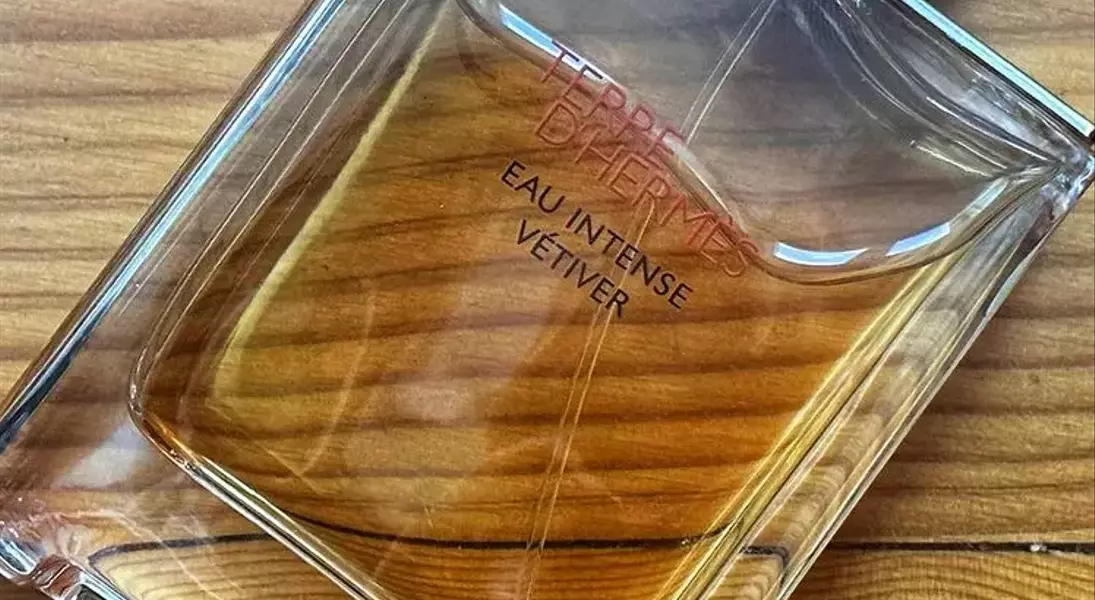 TERRE
D'HERMÈS
EAU INTENSE
VÉTIVER